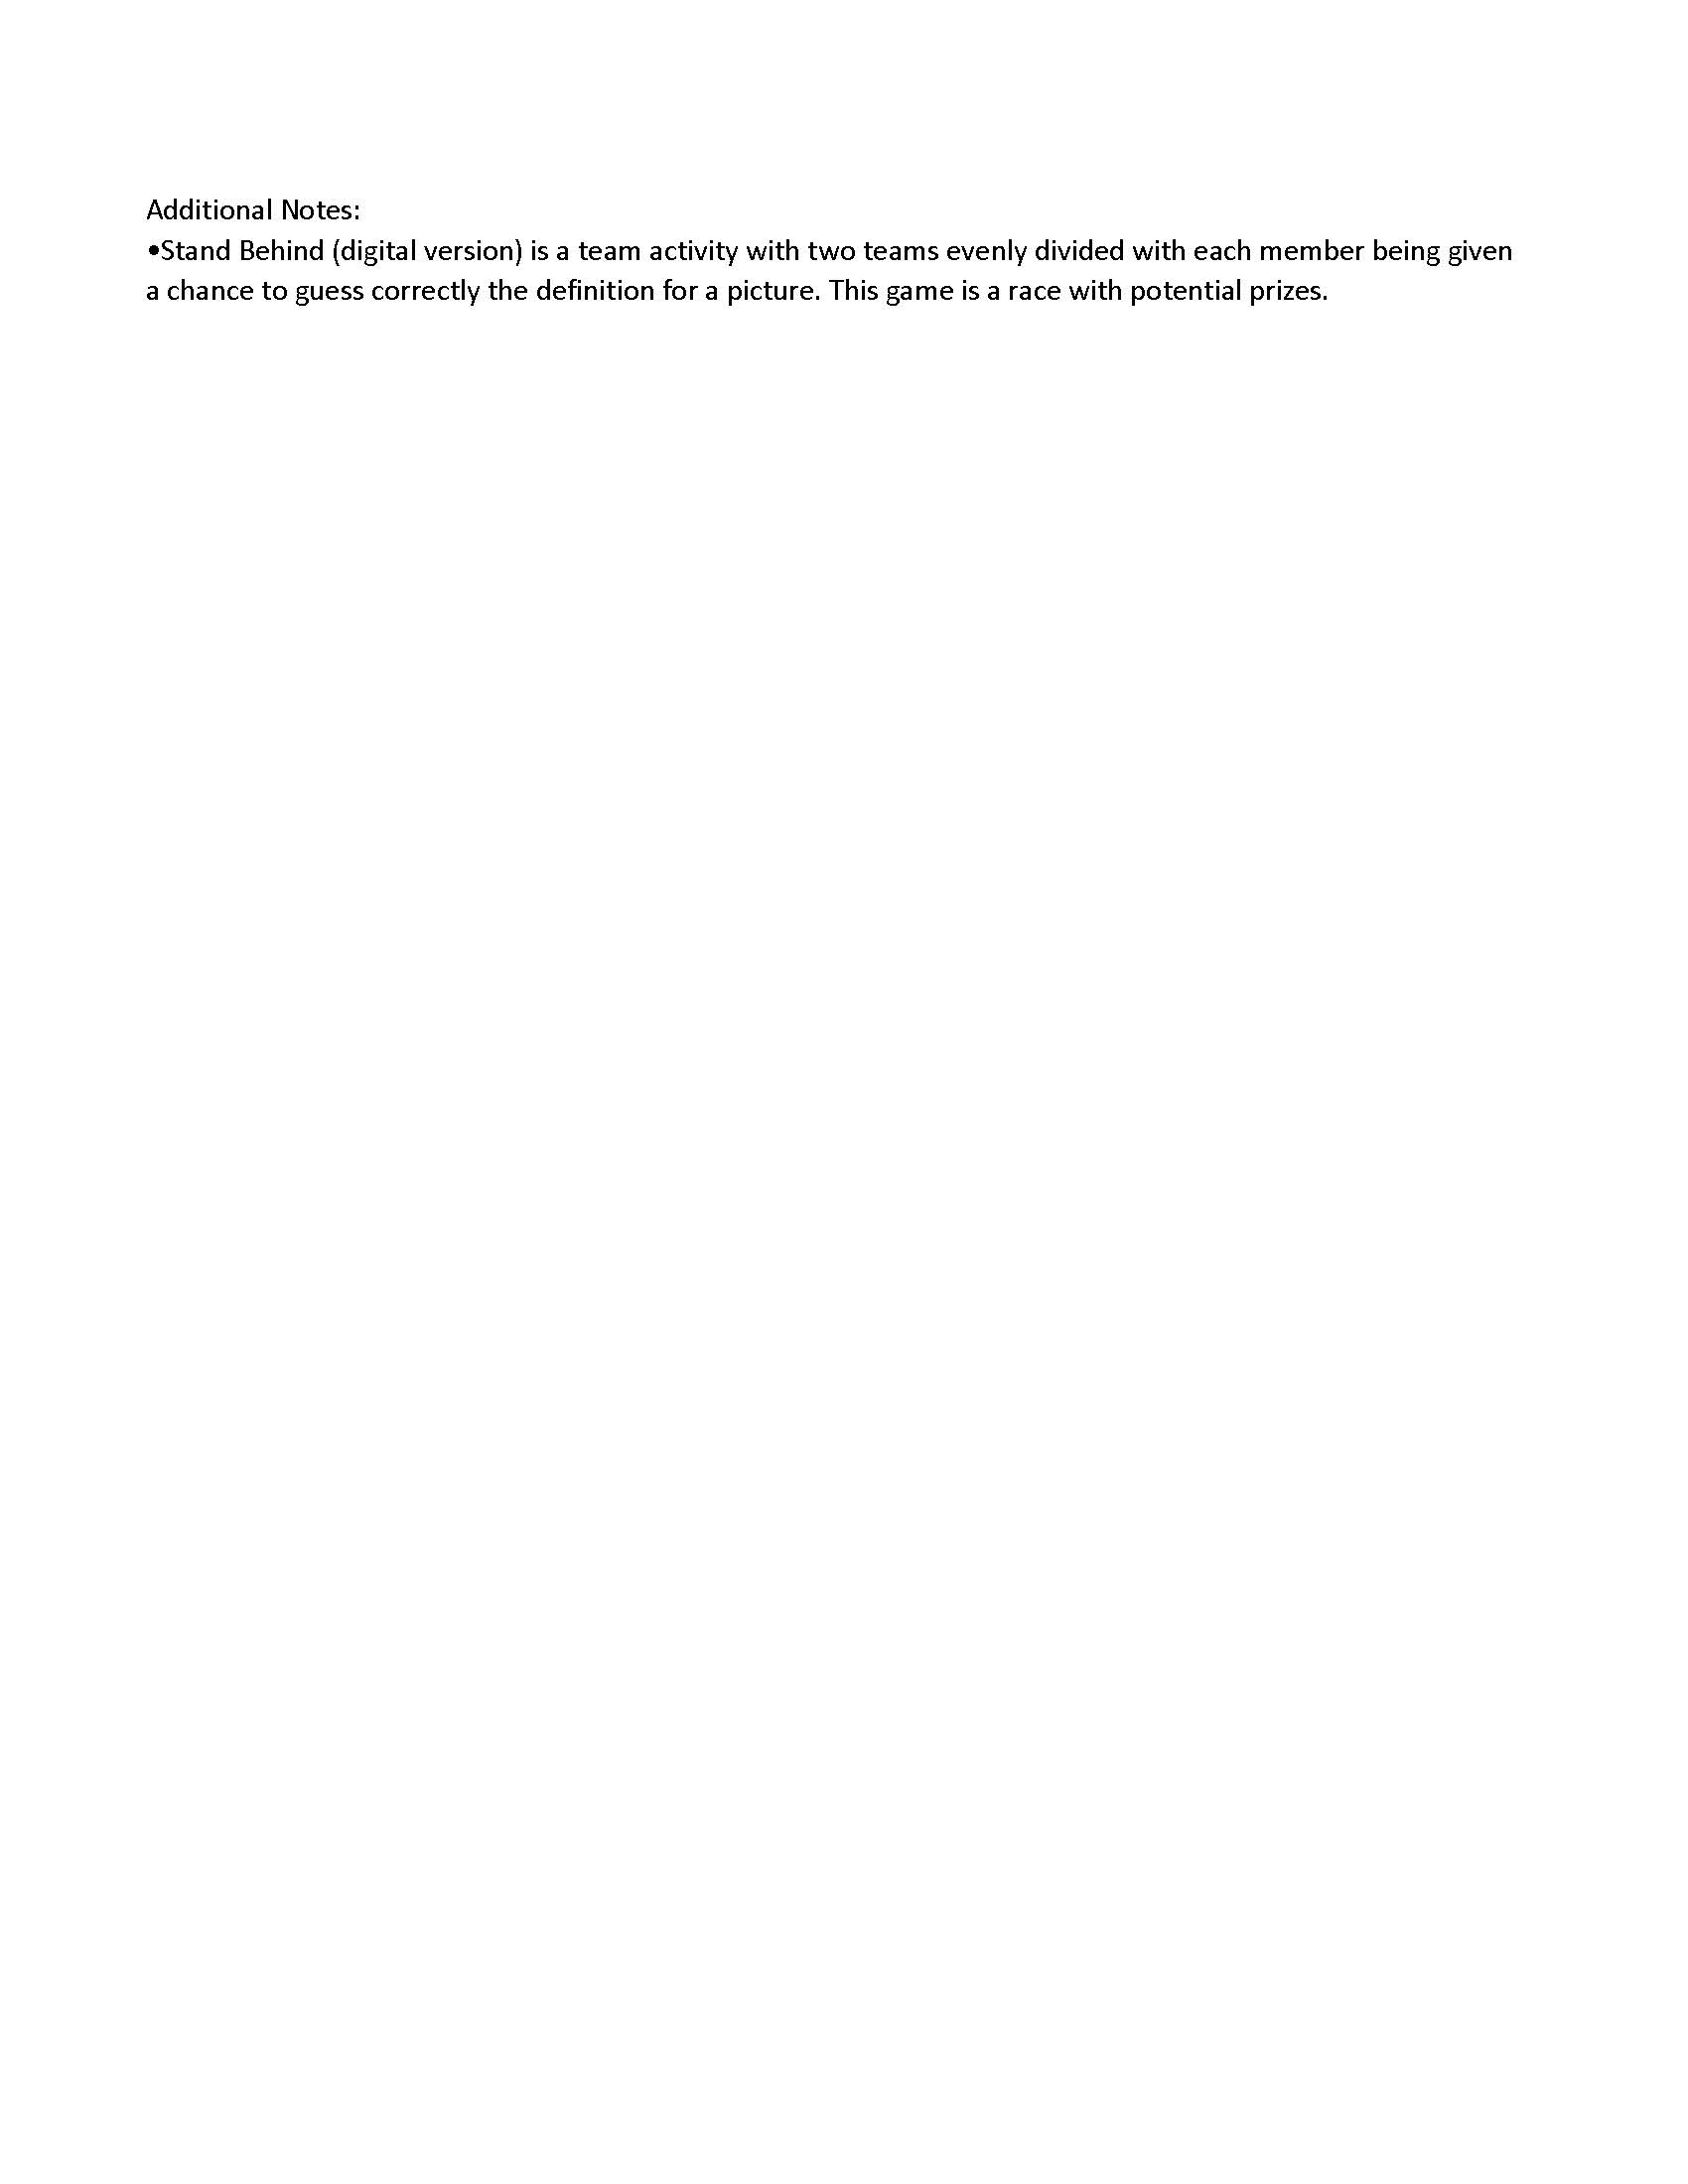 Additional Notes:
•Stand Behind (digital version) is a team activity with two teams evenly divided with each member being given
a chance to guess correctly the definition for a picture. This game is a race with potential prizes.